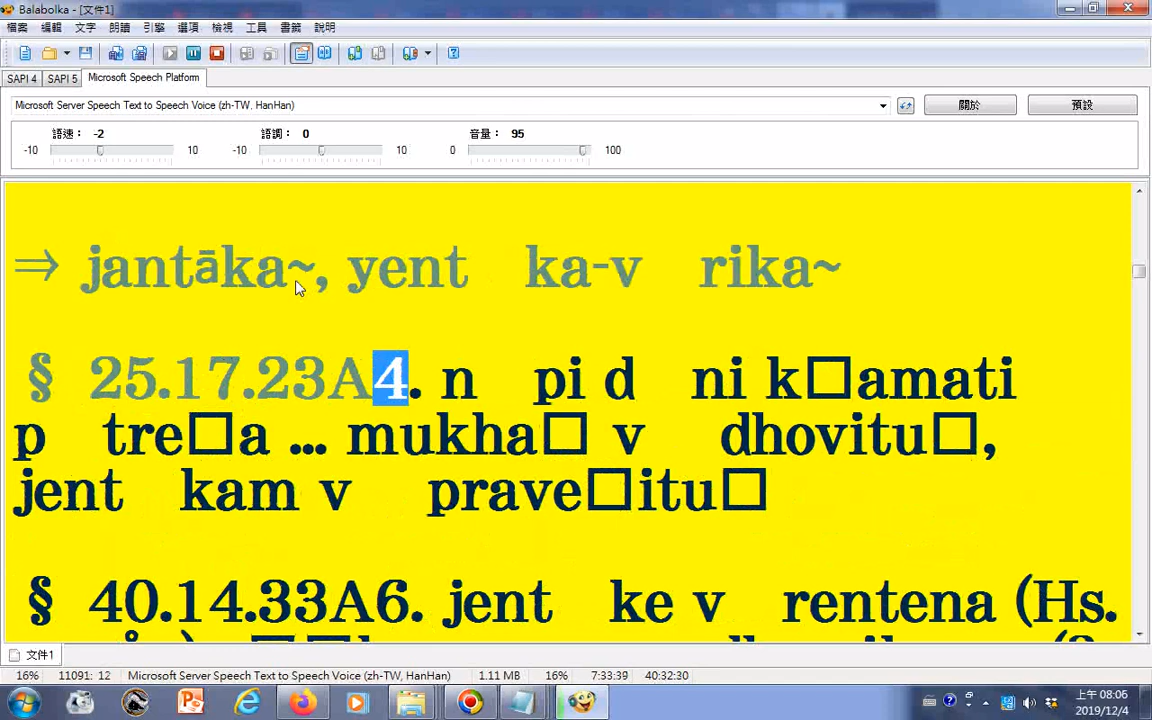 Balabolka - [文件1]
檔案 編輯 文字 朗讀 引擎 選項 檢視 工具 書籤 說明
SAPI 4 SAPI 5 Microsoft Speech Platform
Microsoft Server Speech Text to Speech Voice (zh-TW, HanHan) 關於 預設
語速： -2 語調： 0 音量： 95
-10 10 -10 10 0 100
⇒ jantāka~, yent ka-v rika~
§ 25.17.23A4. n pi d ni k□amati
p tre□a ... mukha□ v dhovitu□,
jent kam v prave□itu□
§ 40.14.33A6. jent ke v rentena (Hs.
文件1
16% 11091: 12 Microsoft Server Speech Text to Speech Voice (zh-TW, HanHan) 1.11 MB 16% 7:33:39 40:32:30
上午 08:06
2019/12/4